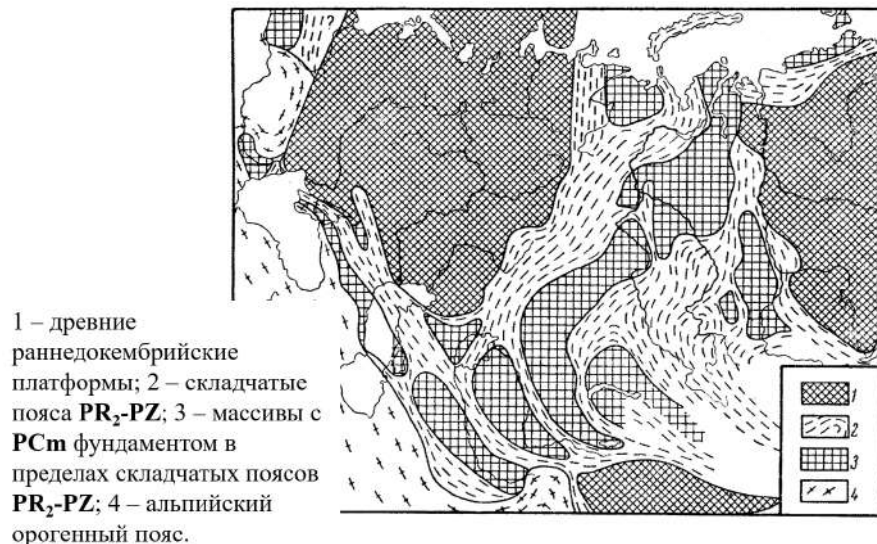 1 – древние
раннедокембрийские
платформы; 2 – складчатые
пояса PR₂-PZ; 3 – массивы с
PCm фундаментом в
пределах складчатых поясов
PR₂-PZ; 4 – альпийский
орогенный пояс.
1
2
3
4